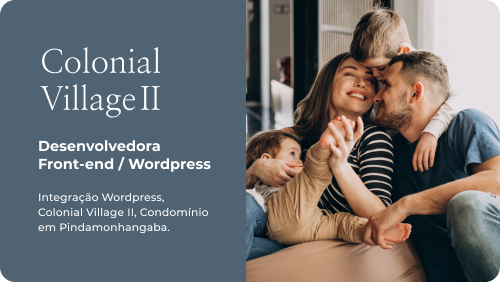 Colonial
Village II
Desenvolvedora
Front-end / Wordpress
Integração Wordpress,
Colonial Village II, Condomínio
em Pindamonhangaba.